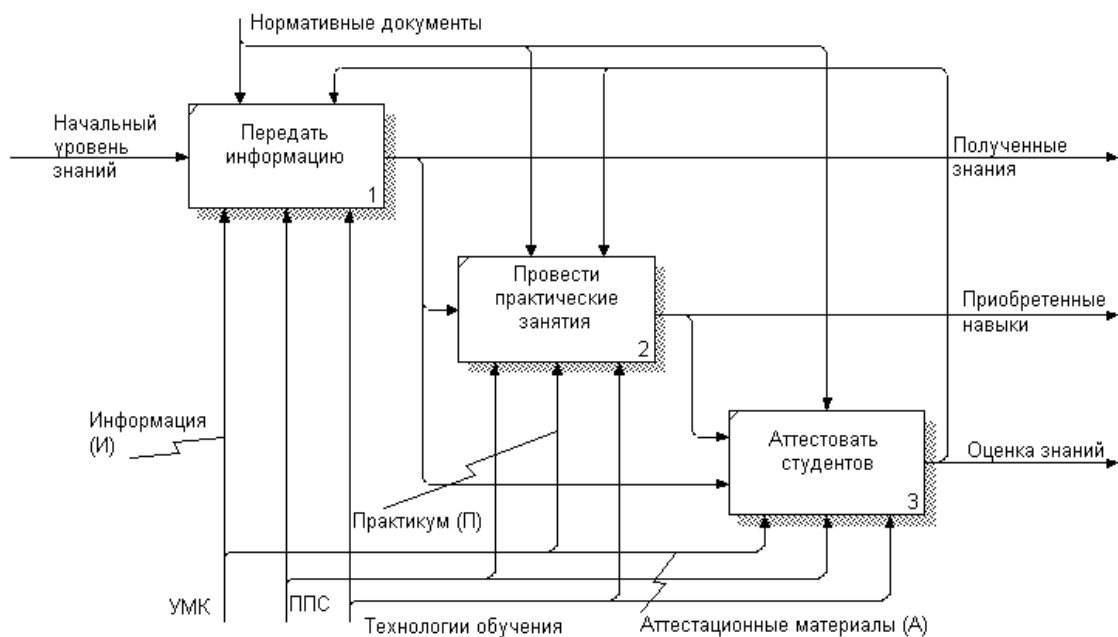 Нормативные документы
Начальный
уровень
знаний
Передать
информацию
1
Полученные
знания
Провести
практические
занятия
2
Приобретенные
навыки
Информация
(И)
Аттестовать
студентов
3
Оценка знаний
Практикум (П)
УМК
ППС
Технологии обучения
Аттестационные материалы (А)